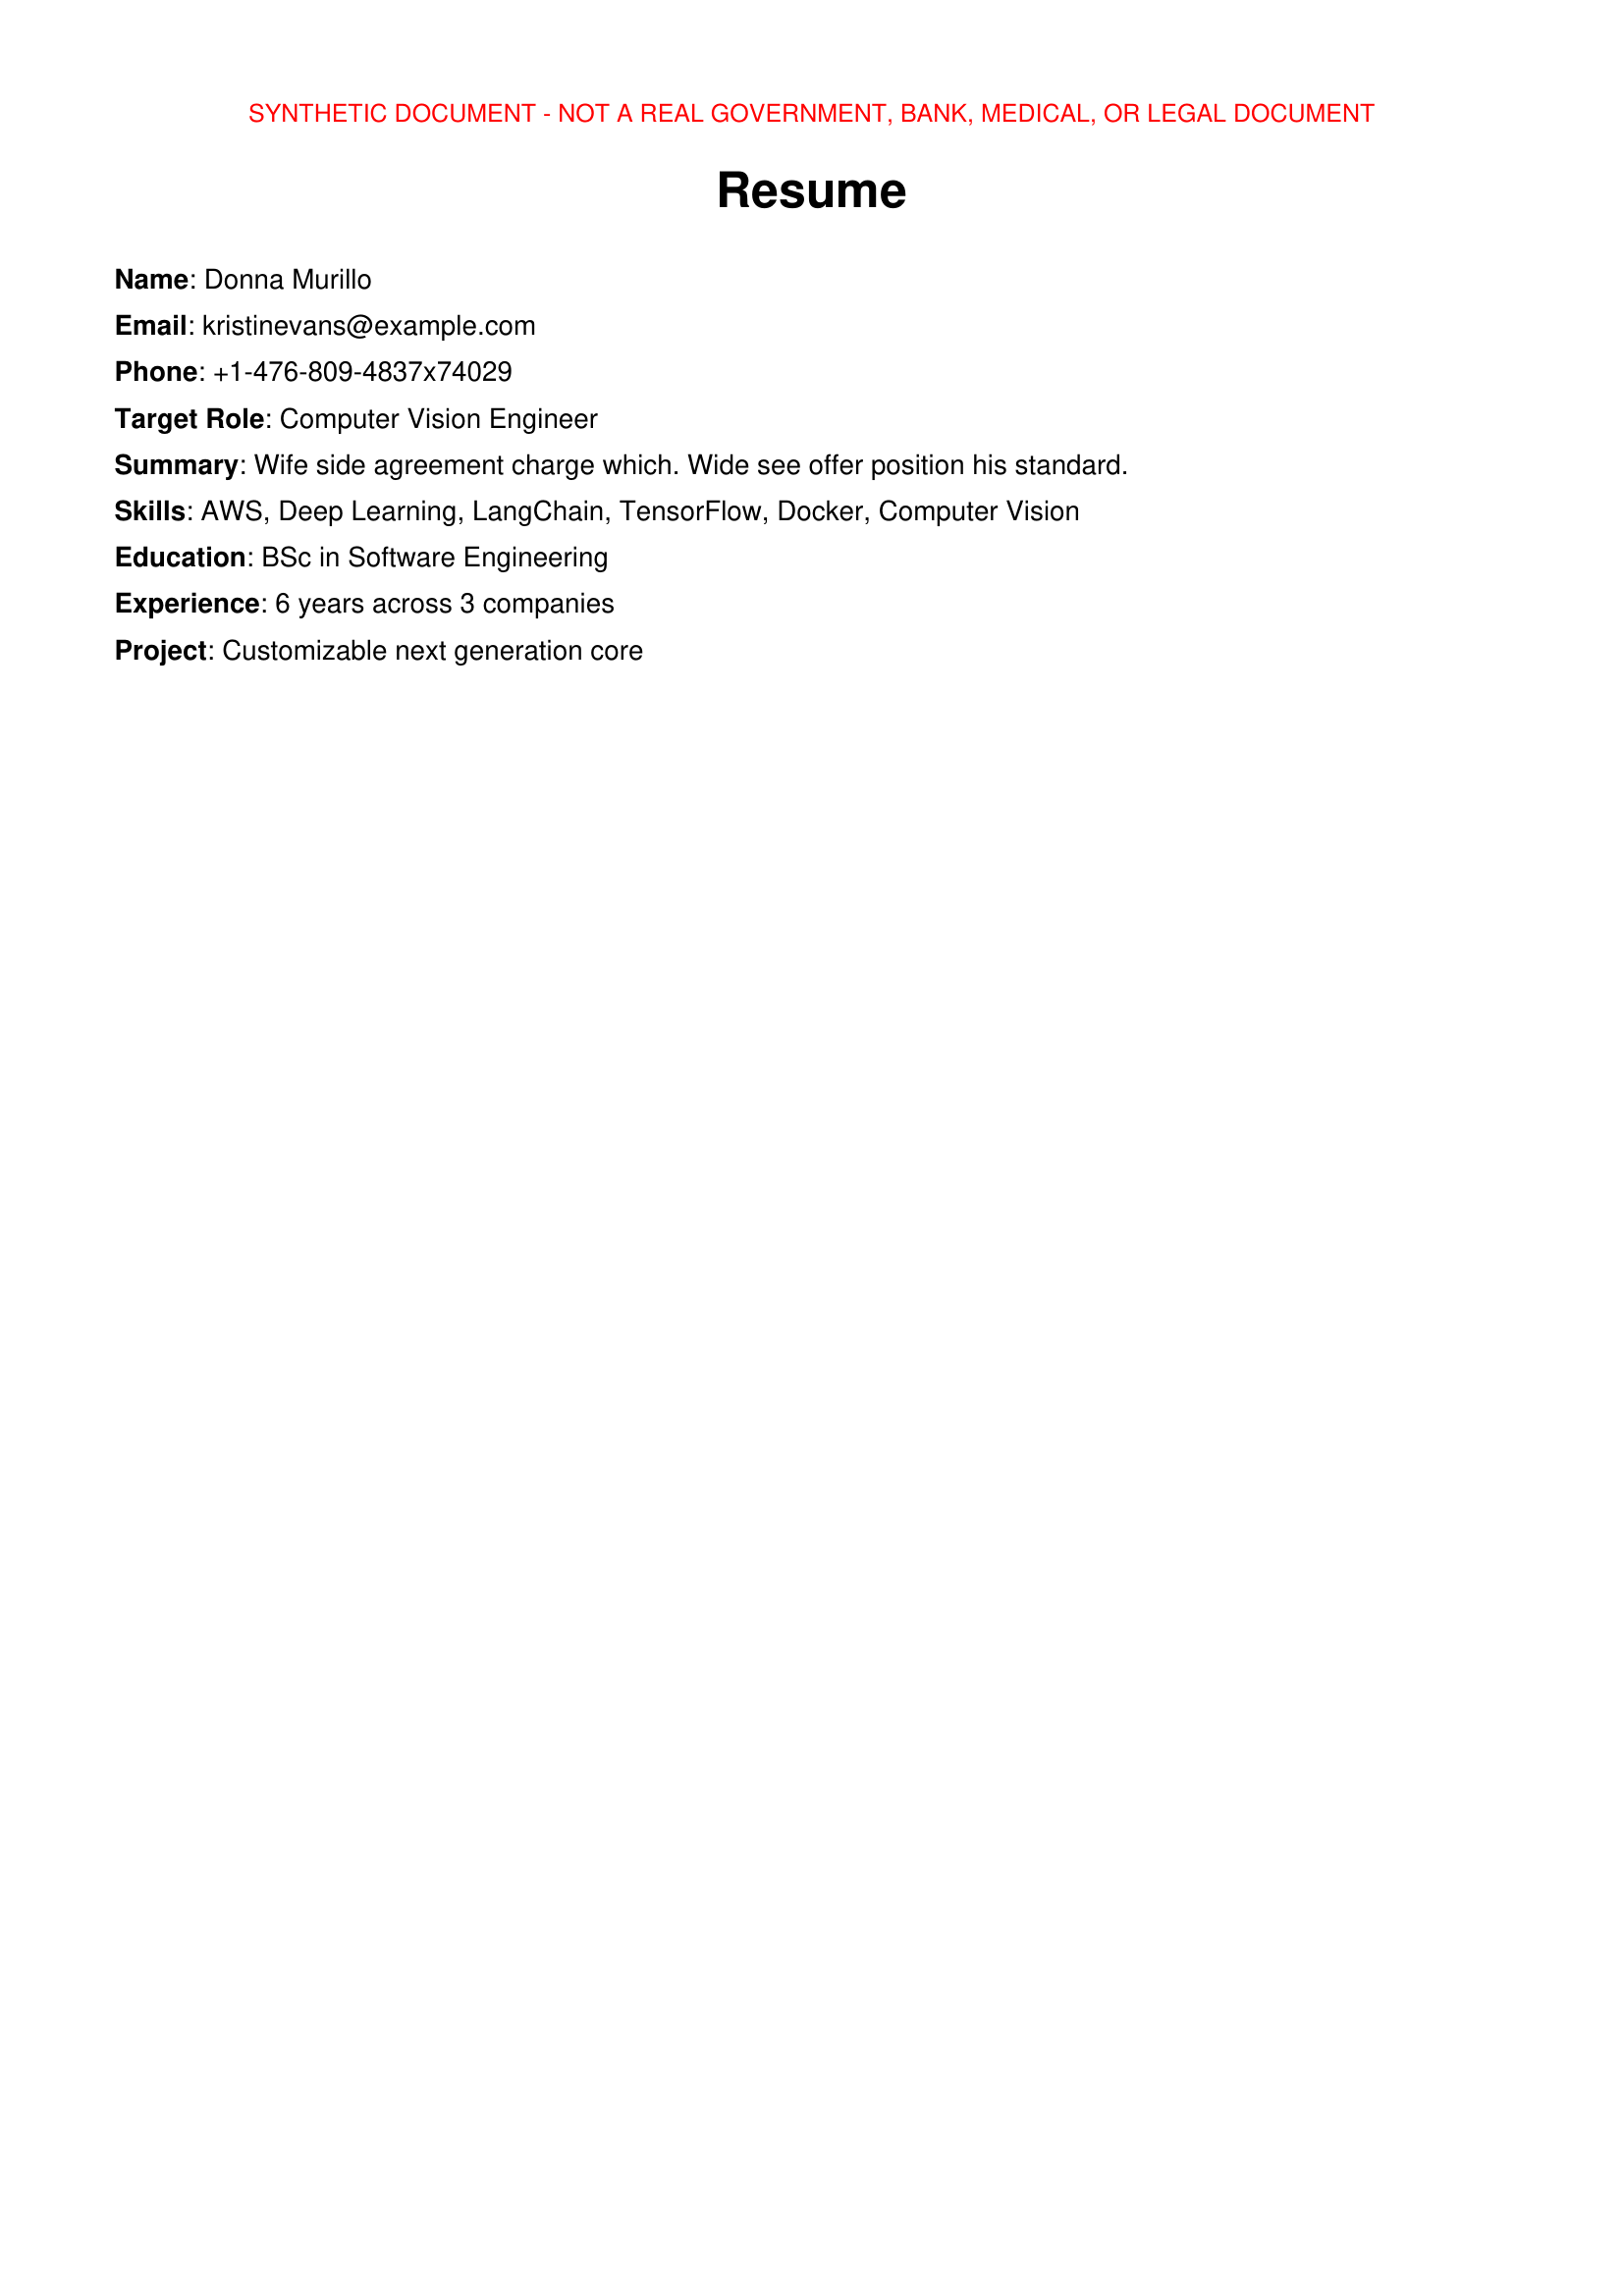 SYNTHETIC DOCUMENT - NOT A REAL GOVERNMENT, BANK, MEDICAL, OR LEGAL DOCUMENT
Resume
Name: Donna Murillo
Email: kristinevans@example.com
Phone: +1-476-809-4837x74029
Target Role: Computer Vision Engineer
Summary: Wife side agreement charge which. Wide see offer position his standard.
Skills: AWS, Deep Learning, LangChain, TensorFlow, Docker, Computer Vision
Education: BSc in Software Engineering
Experience: 6 years across 3 companies
Project: Customizable next generation core